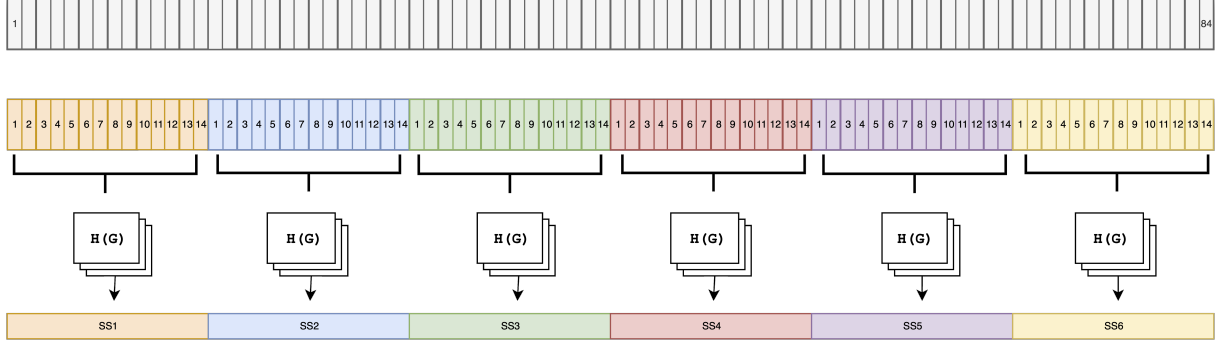 1 84
1 2 3 4 5 6 7 8 9 10 11 12 13 14 1 2 3 4 5 6 7 8 9 10 11 12 13 14 1 2 3 4 5 6 7 8 9 10 11 12 13 14 1 2 3 4 5 6 7 8 9 10 11 12 13 14 1 2 3 4 5 6 7 8 9 10 11 12 13 14 1 2 3 4 5 6 7 8 9 10 11 12 13 14
H(G) H(G) H(G) H(G) H(G) H(G)
SS1 SS2 SS3 SS4 SS5 SS6